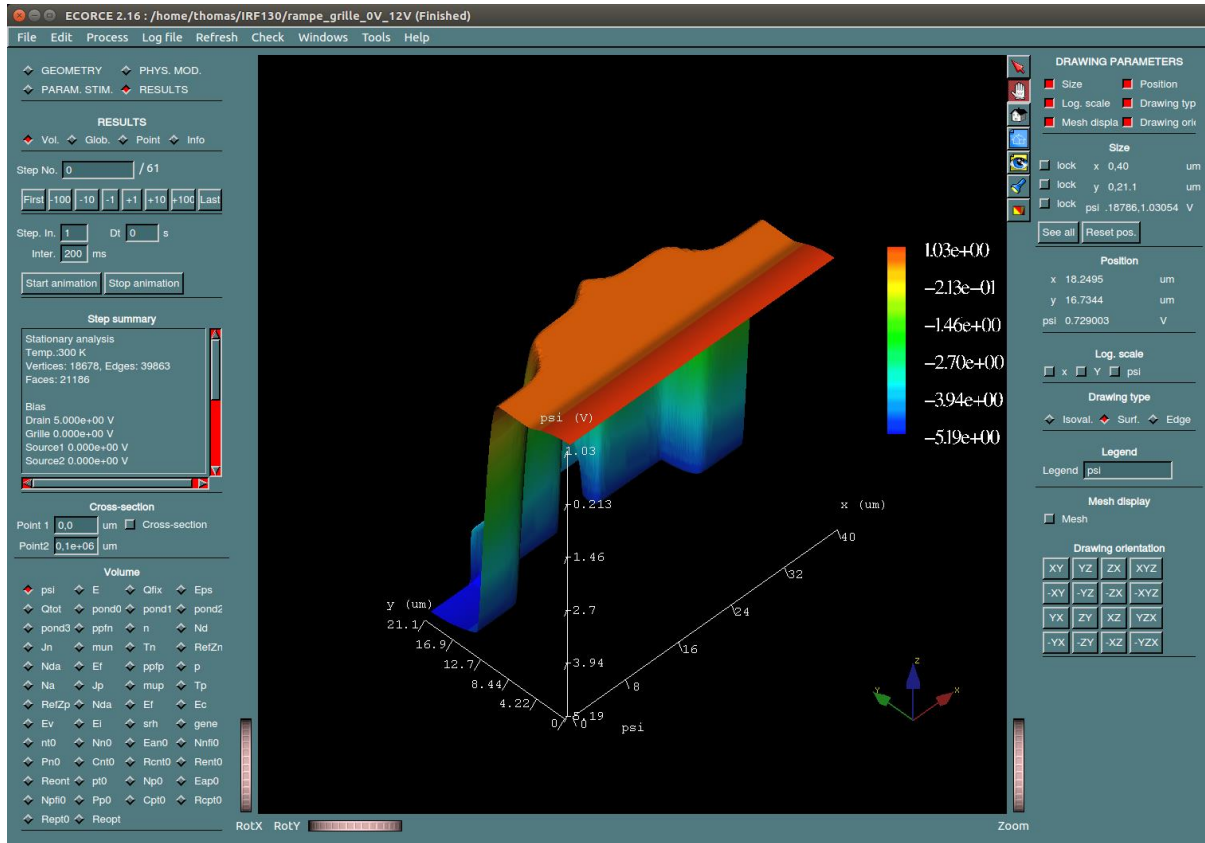 ECORCE 2.16 : /home/thomas/IRF130/rampe_grille_0V_12V (Finished)
File Edit Process Log file Refresh Check Windows Tools Help
GEOMETRY PHYS. MOD.
PARAM. STIM. RESULTS
RESULTS
Vol. Glob. Point Info
Step No. 0 / 61
First -100 -10 -1 +1 +10 +100 Last
Step. In. 1 Dt 0 s
Inter. 200 ms
Start animation Stop animation
Step summary
Stationary analysis
Temp.:300 K
Vertices: 18678, Edges: 39863
Faces: 21186
Bias
Drain 5.000e+00 V
Grille 0.000e+00 V
Source1 0.000e+00 V
Source2 0.000e+00 V
Cross-section
Point 1 0,0 um Cross-section
Point2 0,1e+06 um
Volume
psi E Qfix Eps
Qtot pond0 pond1 pond2
pond3 ppfn n Nd
Jn mun Tn RefZn
Nda Ef ppfp p
Na Jp mup Tp
RefZp Nda Ef Ec
Ev Ei srh gene
nt0 Nn0 Ean0 Nnfi0
Pn0 Cnt0 Rcnt0 Rent0
Reont pt0 Np0 Eap0
Npfi0 Pp0 Cpt0 Rcpt0
Rept0 Reopt
psi (V)
1.03
-0.213
-1.46
-2.7
-3.94
-5.19
x (um)
40
32
24
16
8
0
y (um)
21.1
16.9
12.7
8.44
4.22
0
psi
1.03e+00
-2.13e-01
-1.46e+00
-2.70e+00
-3.94e+00
-5.19e+00
z
y
x
RotX RotY
Zoom
DRAWING PARAMETERS
Size Position
Log. scale Drawing typ
Mesh displa Drawing orie
Size
lock x 0,40 um
lock y 0,21.1 um
lock psi .18786,1.03054 V
See all Reset pos.
Position
x 18.2495 um
y 16.7344 um
psi 0.729003 V
Log. scale
x Y psi
Drawing type
Isoval. Surf. Edge
Legend
Legend psi
Mesh display
Mesh
Drawing orientation
XY YZ ZX XYZ
-XY -YZ -ZX -XYZ
YX ZY XZ YZX
-YX -ZY -XZ -YZX